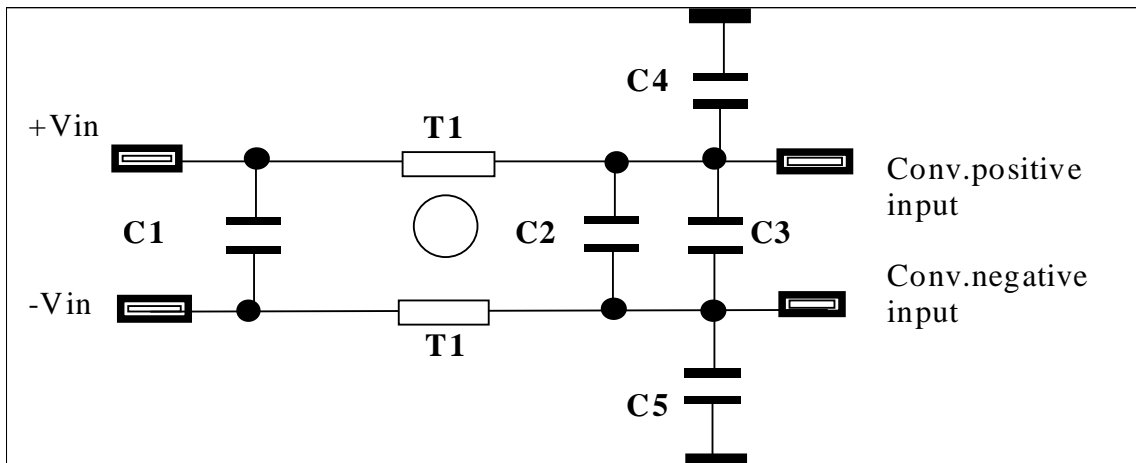 C4
+Vin
T1
Conv.positive
input
C1
C2
C3
Conv.negative
input
-Vin
T1
C5